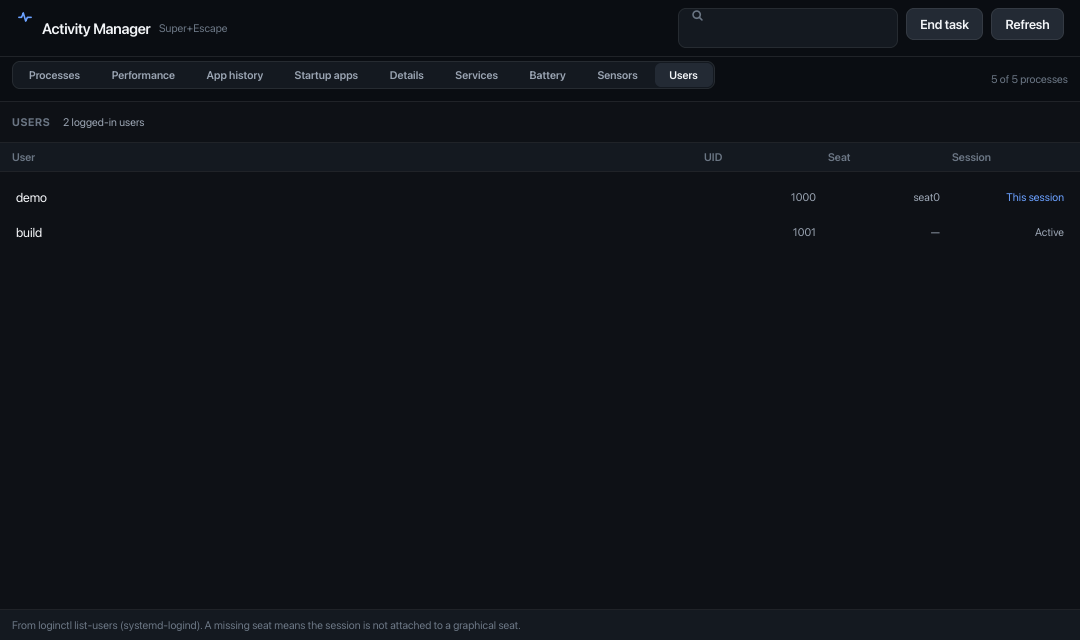 Activity Manager Super+Escape End task Refresh
Processes Performance App history Startup apps Details Services Battery Sensors Users 5 of 5 processes
USERS 2 logged-in users
User UID Seat Session
demo 1000 seat0 This session
build 1001 — Active
From loginctl list-users (systemd-logind). A missing seat means the session is not attached to a graphical seat.